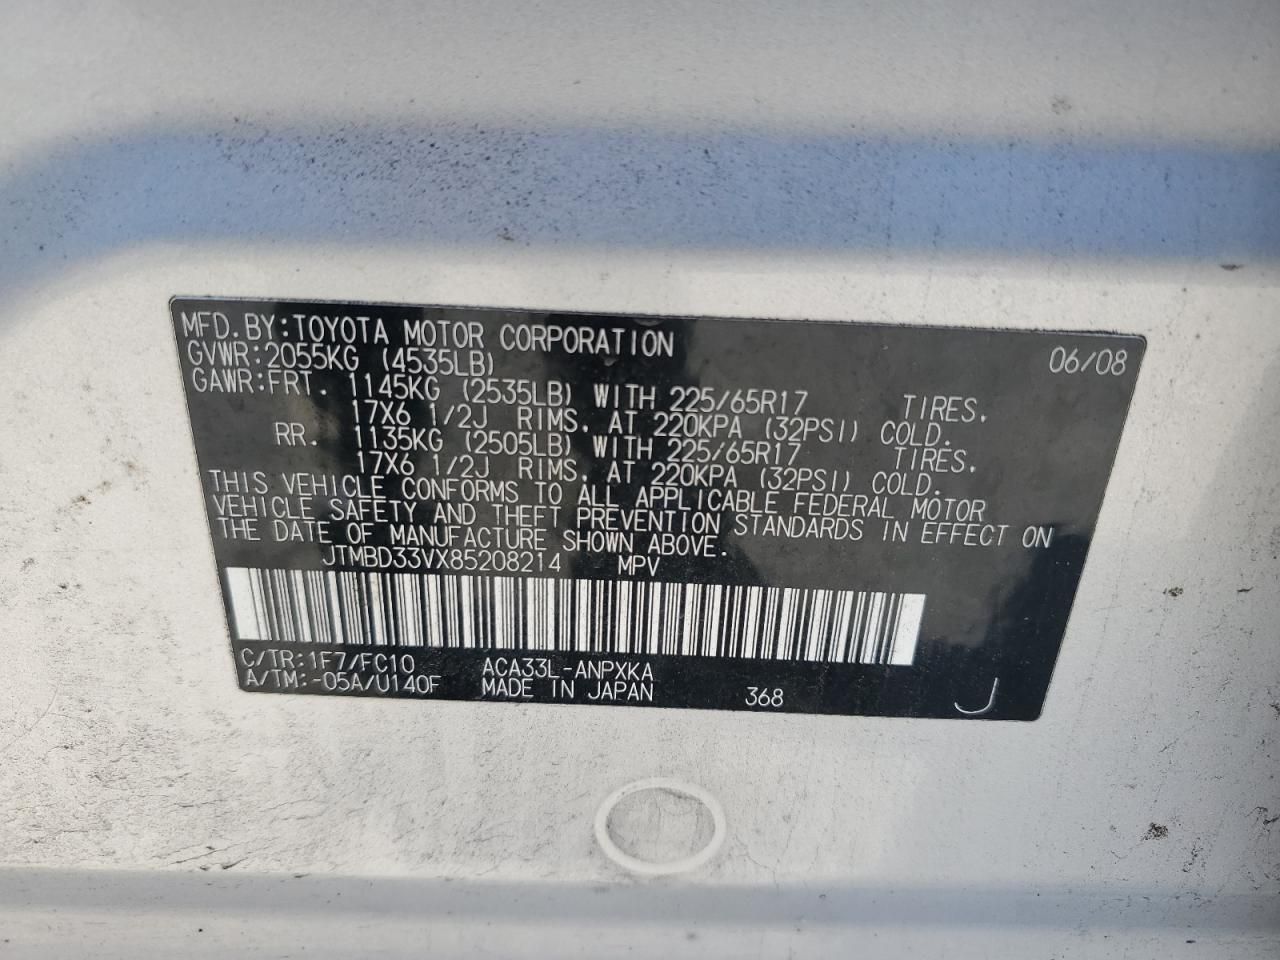 MFD.BY:TOYOTA MOTOR CORPORATION 06/08
GVWR:2055KG (4535LB)
GAWR:FRT. 1145KG (2535LB) WITH 225/65R17 TIRES,
17X6 1/2J RIMS, AT 220KPA (32PSI) COLD.
RR. 1135KG (2505LB) WITH 225/65R17 TIRES,
17X6 1/2J RIMS, AT 220KPA (32PSI) COLD.
THIS VEHICLE CONFORMS TO ALL APPLICABLE FEDERAL MOTOR
VEHICLE SAFETY AND THEFT PREVENTION STANDARDS IN EFFECT ON
THE DATE OF MANUFACTURE SHOWN ABOVE.
JTMBD33VX85208214 MPV
C/TR:1F7/FC10 ACA33L-ANPXKA
A/TM:-05A/U140F MADE IN JAPAN 368 J